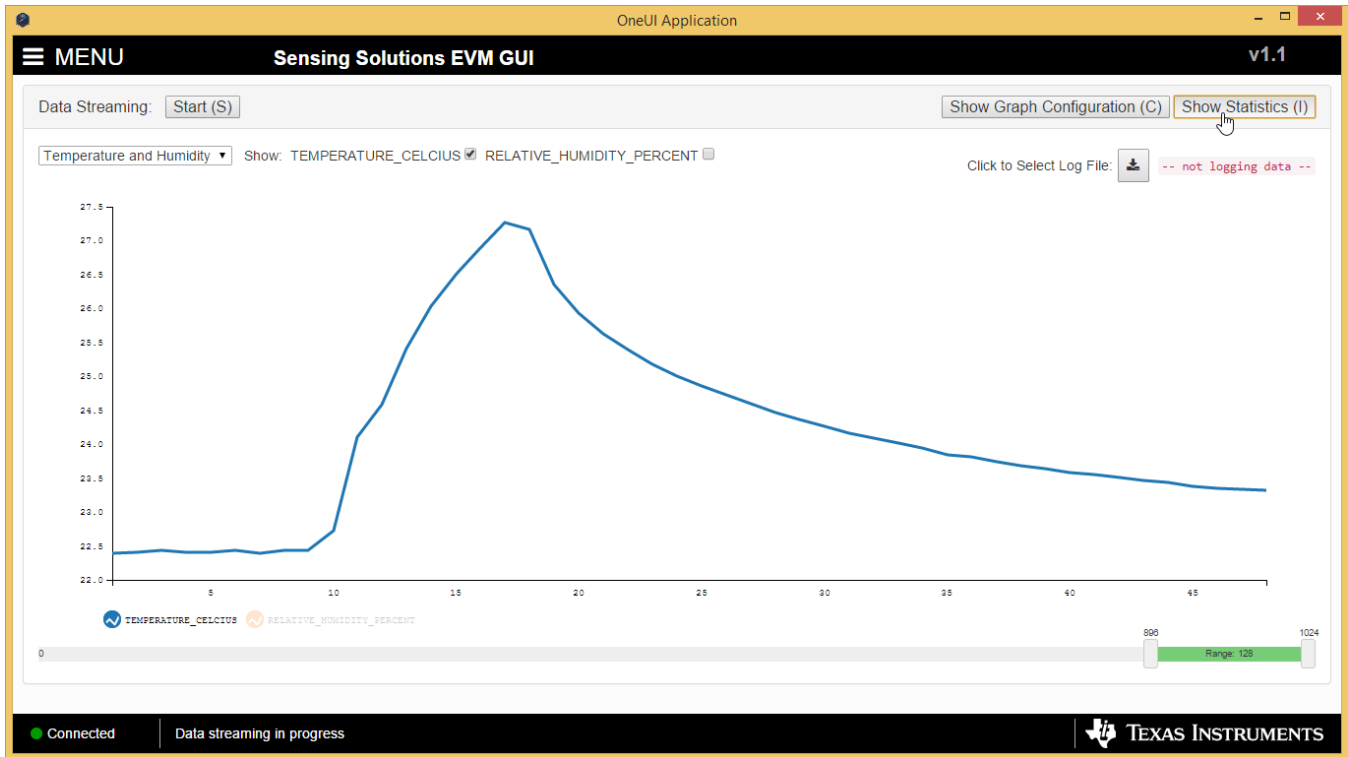 OneUI Application
MENU Sensing Solutions EVM GUI v1.1
Data Streaming: Start (S) Show Graph Configuration (C) Show Statistics (I)
Temperature and Humidity Show: TEMPERATURE_CELCIUS RELATIVE_HUMIDITY_PERCENT
Click to Select Log File: -- not logging data --
27.5
27.0
26.5
26.0
25.5
25.0
24.5
24.0
23.5
23.0
22.5
22.0
5 10 15 20 25 30 35 40 45
TEMPERATURE_CELCIUS RELATIVE_HUMIDITY_PERCENT
896 1024
0 Range: 128
Connected Data streaming in progress TEXAS INSTRUMENTS